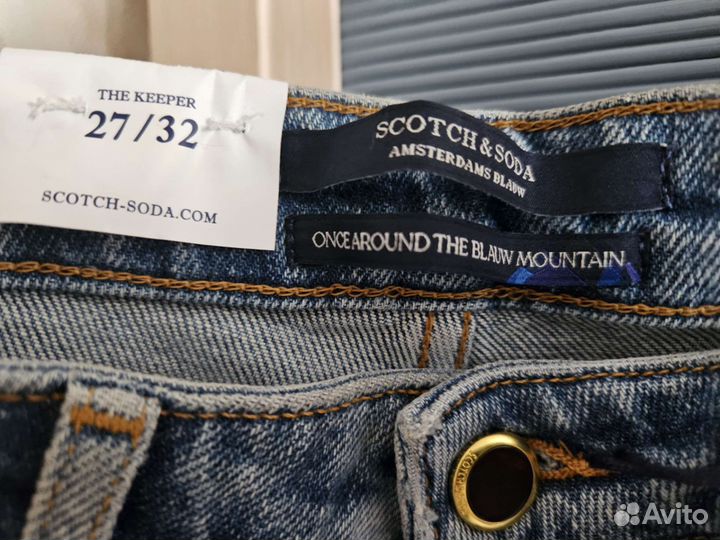 THE KEEPER
27/32
SCOTCH-SODA.COM
SCOTCH & SODA
AMSTERDAMS BLAUW
ONCE AROUND THE BLAUW MOUNTAIN
Avito